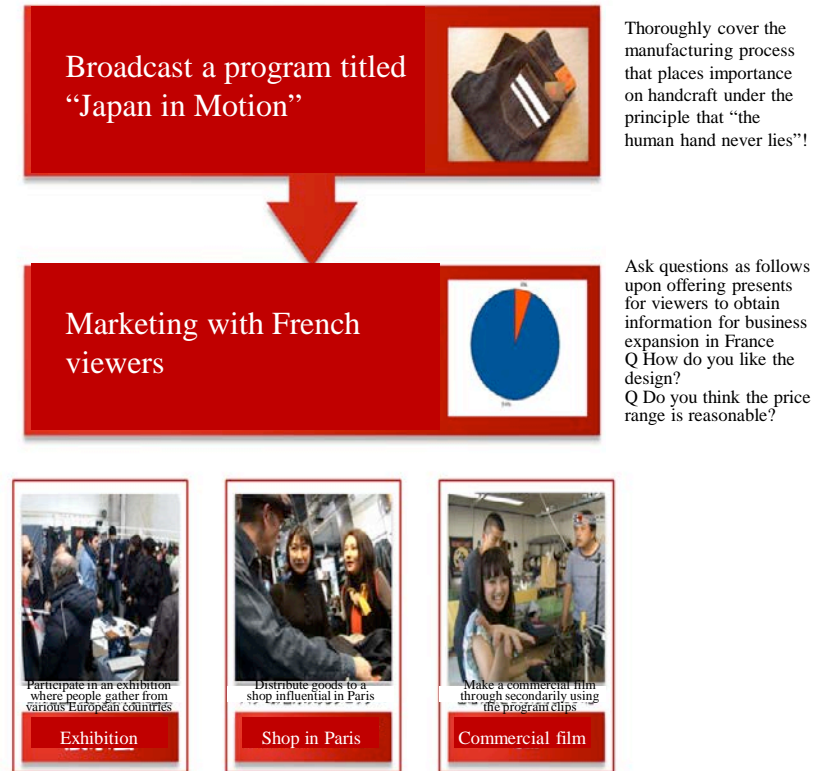 Broadcast a program titled
“Japan in Motion”
Thoroughly cover the
manufacturing process
that places importance
on handcraft under the
principle that “the
human hand never lies”!
Marketing with French
viewers
Ask questions as follows
upon offering presents
for viewers to obtain
information for business
expansion in France
Q How do you like the
design?
Q Do you think the price
range is reasonable?
Participate in an exhibition
where people gather from
various European countries
Exhibition
Distribute goods to a
shop influential in Paris
Shop in Paris
Make a commercial film
through secondarily using
the program clips
Commercial film